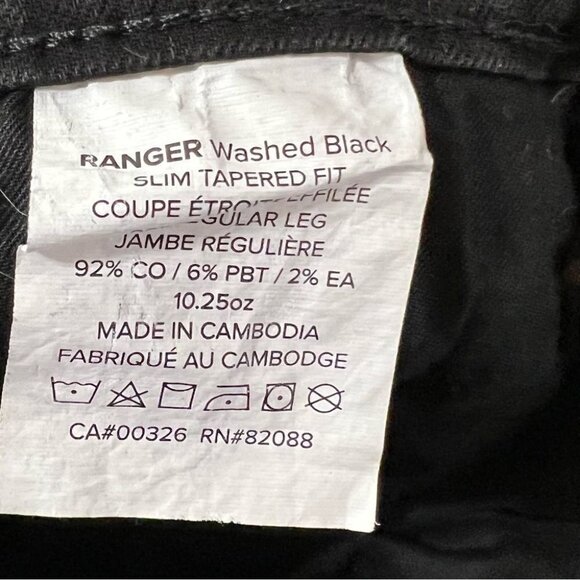 RANGER Washed Black
SLIM TAPERED FIT
COUPE
REGULAR LEG
JAMBE RÉGULIÈRE
92% CO / 6% PBT / 2% EA
10.25oz
MADE IN CAMBODIA
FABRIQUÉ AU CAMBODGE
CA#00326 RN#82088